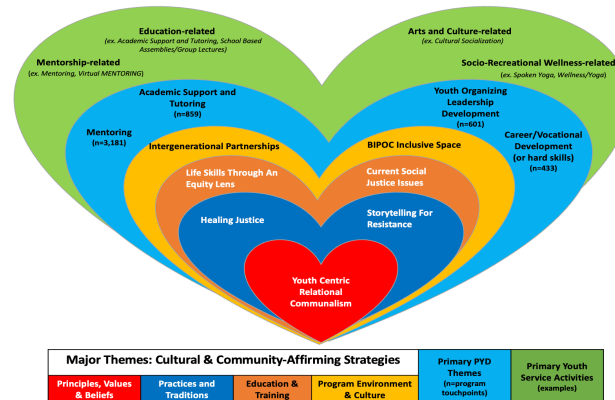 Education-related
(ex. Academic Support and Tutoring, School Based
Assemblies/Group Lectures)
Mentorship-related
(ex. Mentoring, Virtual MENTORING)
Arts and Culture-related
(ex. Cultural Socialization)
Socio-Recreational Wellness-related
(ex. Spoken Yoga, Wellness/Yoga)
Academic Support and
Tutoring
(n=859)
Mentoring
(n=3,181)
Youth Organizing
Leadership
Development
(n=601)
Career/Vocational
Development
(or hard skills)
(n=433)
Intergenerational Partnerships
BIPOC Inclusive Space
Life Skills Through An
Equity Lens
Current Social
Justice Issues
Healing Justice
Storytelling For
Resistance
Youth Centric
Relational
Communalism
Major Themes: Cultural & Community-Affirming Strategies
Principles, Values
& Beliefs
Practices and
Traditions
Education &
Training
Program Environment
& Culture
Primary PYD
Themes
(n=program
touchpoints)
Primary Youth
Service Activities
(examples)